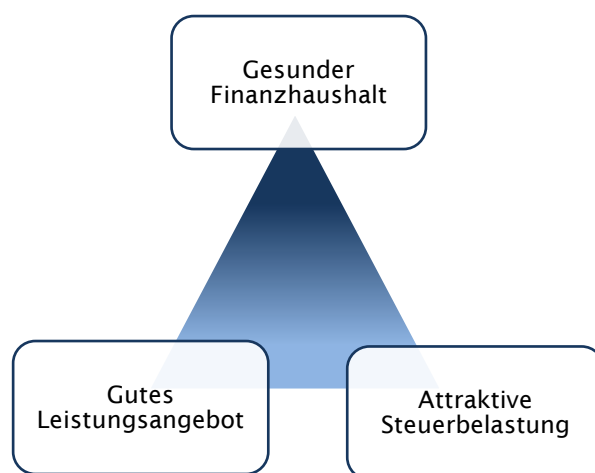 Gesunder
Finanzhaushalt
Gutes
Leistungsangebot
Attraktive
Steuerbelastung